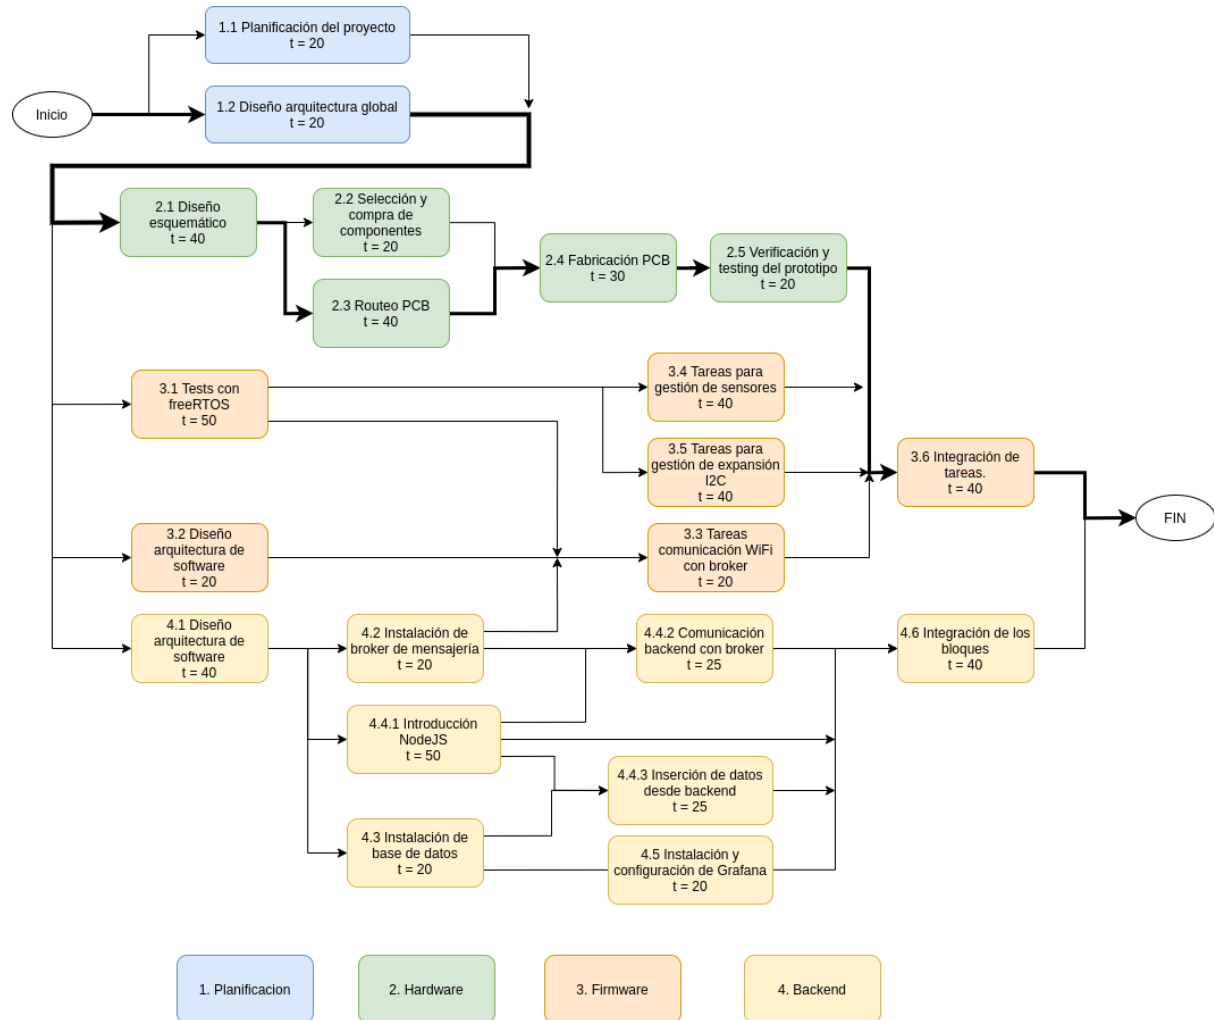 1.1 Planificación del proyecto
t = 20
Inicio
1.2 Diseño arquitectura global
t = 20
2.1 Diseño
esquemático
t = 40
2.2 Selección y
compra de
componentes
t = 20
2.3 Routeo PCB
t = 40
2.4 Fabricación PCB
t = 30
2.5 Verificación y
testing del prototipo
t = 20
3.1 Tests con
freeRTOS
t = 50
3.4 Tareas para
gestión de sensores
t = 40
3.5 Tareas para
gestión de expansión
I2C
t = 40
3.6 Integración de
tareas.
t = 40
FIN
3.2 Diseño
arquitectura de
software
t = 20
3.3 Tareas
comunicación WiFi
con broker
t = 20
4.1 Diseño
arquitectura de
software
t = 40
4.2 Instalación de
broker de mensajería
t = 20
4.4.2 Comunicación
backend con broker
t = 25
4.6 Integración de los
bloques
t = 40
4.4.1 Introducción
NodeJS
t = 50
4.4.3 Inserción de datos
desde backend
t = 25
4.3 Instalación de
base de datos
t = 20
4.5 Instalación y
configuración de Grafana
t = 20
1. Planificacion
2. Hardware
3. Firmware
4. Backend